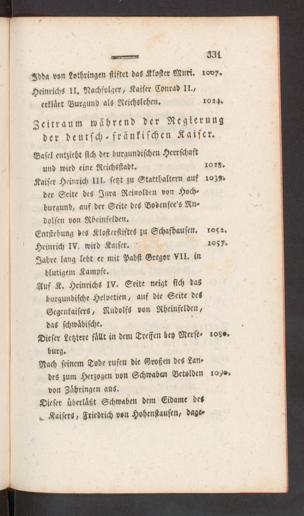 331
Idda von Lothringen stiftet das Kloster Muri. 1007.
Heinrichs II. Nachfolger, Kaiser Conrad II.,
erklärt Burgund als Reichslehen. 1024.
Zeitraum während der Regierung
der deutsch-fränkischen Kaiser.
Basel entzieht sich der burgundischen Herrschaft
und wird eine Reichsstadt. 1025.
Kaiser Heinrich III. setzt zu Statthaltern auf 1039.
der Seite des Jura Reinolden von Hoch-
burgund, auf der Seite des Bodensee's Ru-
dolfen von Rheinfelden.
Entstehung des Klosterstiftes zu Schafhausen. 1052.
Heinrich IV. wird Kaiser. 1057.
Jahre lang lebt er mit Pabst Gregor VII. in
blutigem Kampfe.
Auf K. Heinrichs IV. Seite neigt sich das
burgundische Helvetien, auf die Seite des
Gegenkaisers, Rudolfs von Rheinfelden,
das schwäbische.
Dieser Letztere fällt in dem Treffen bey Merse- 1080.
burg.
Nach seinem Tode rufen die Großen des Lan-
des zum Herzogen von Schwaben Bertolden 1090.
von Zähringen aus.
Dieser überläßt Schwaben dem Eidame des
Kaisers, Friedrich von Hohenstaufen, dage-